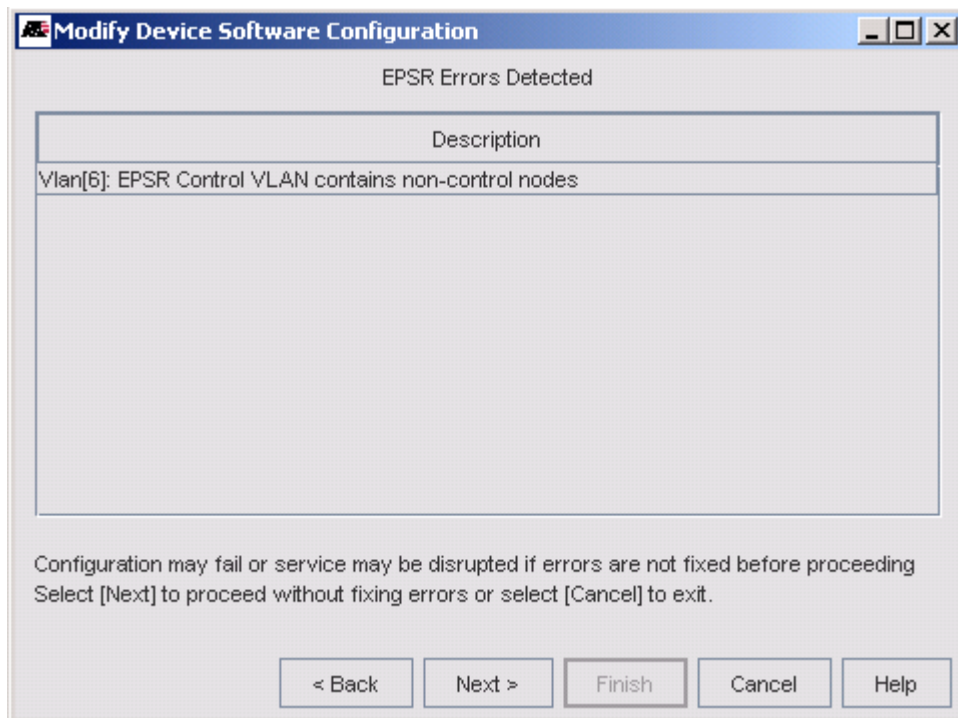 Modify Device Software Configuration
EPSR Errors Detected
Description
Vlan[6]: EPSR Control VLAN contains non-control nodes
Configuration may fail or service may be disrupted if errors are not fixed before proceeding
Select [Next] to proceed without fixing errors or select [Cancel] to exit.
< Back Next > Finish Cancel Help